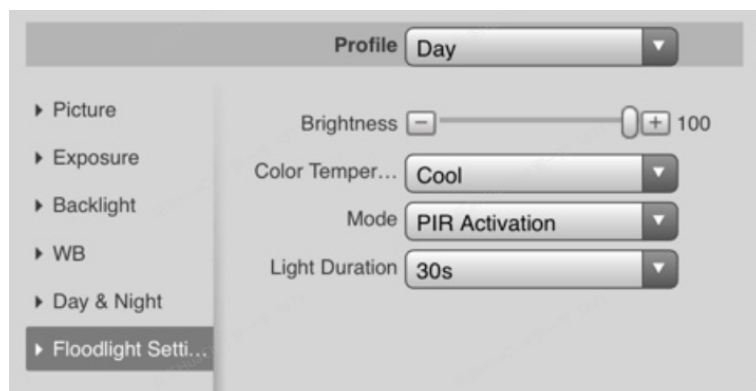 Profile Day
Picture
Exposure
Backlight
WB
Day & Night
Floodlight Setti...
Brightness 100
Color Temper... Cool
Mode PIR Activation
Light Duration 30s